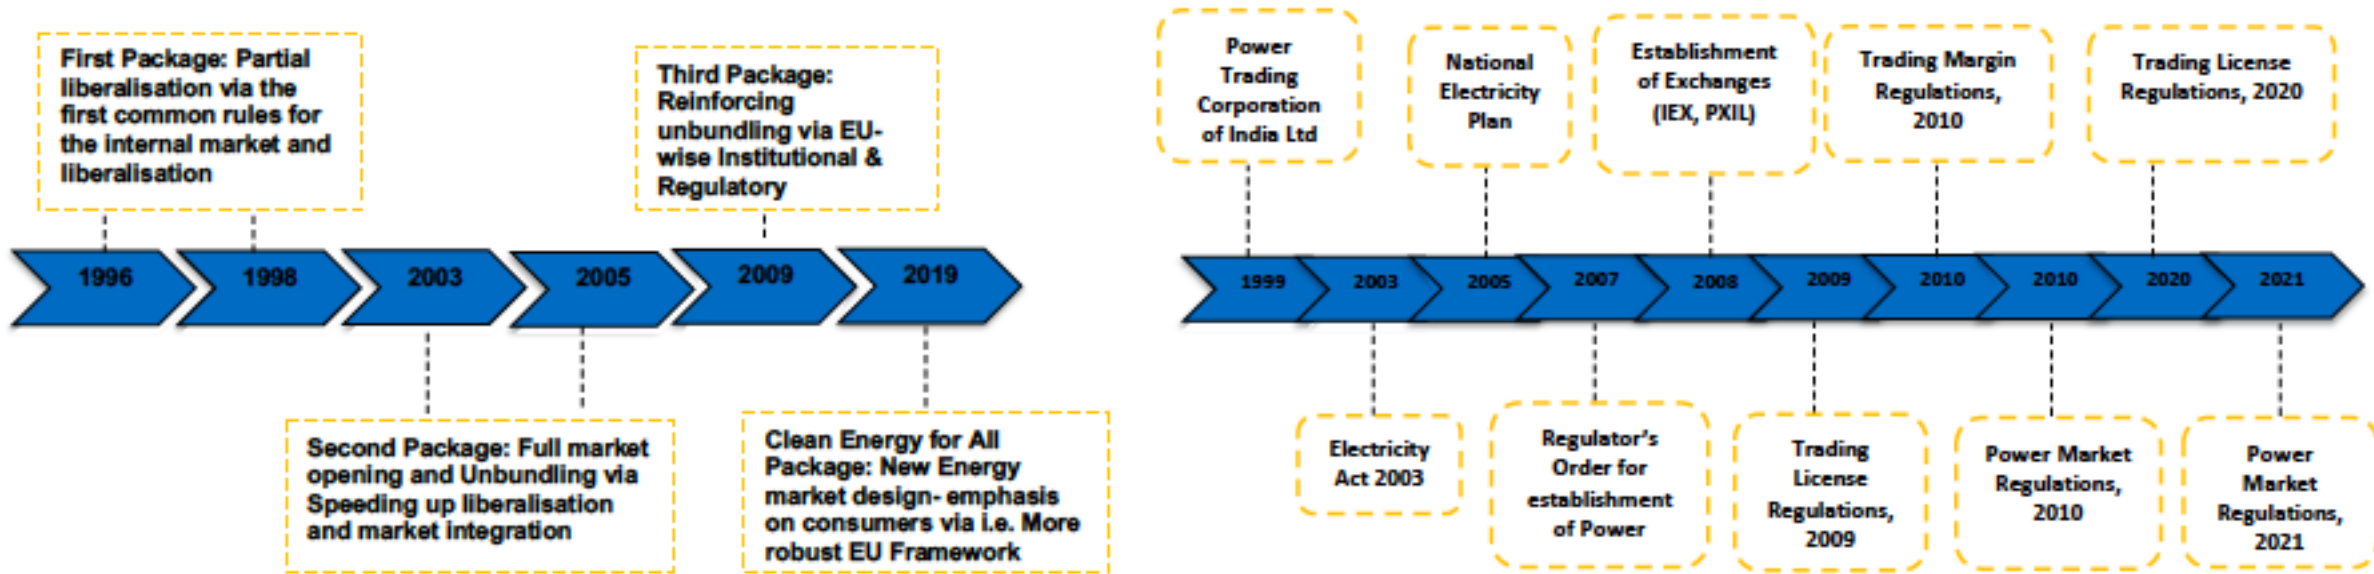 First Package: Partial
liberalisation via the
first common rules for
the internal market and
liberalisation
Third Package:
Reinforcing
unbundling via EU-
wise Institutional &
Regulatory
1996
1998
2003
2005
2009
2019
Second Package: Full market
opening and Unbundling via
Speeding up liberalisation
and market integration
Clean Energy for All
Package: New Energy
market design- emphasis
on consumers via i.e. More
robust EU Framework
Power
Trading
Corporation
of India Ltd
National
Electricity
Plan
Establishment
of Exchanges
(IEX, PXIL)
Trading Margin
Regulations,
2010
Trading License
Regulations, 2020
1999
2003
2005
2007
2008
2009
2010
2010
2020
2021
Electricity
Act 2003
Regulator's
Order for
establishment
of Power
Trading
License
Regulations,
2009
Power Market
Regulations,
2010
Power
Market
Regulations,
2021